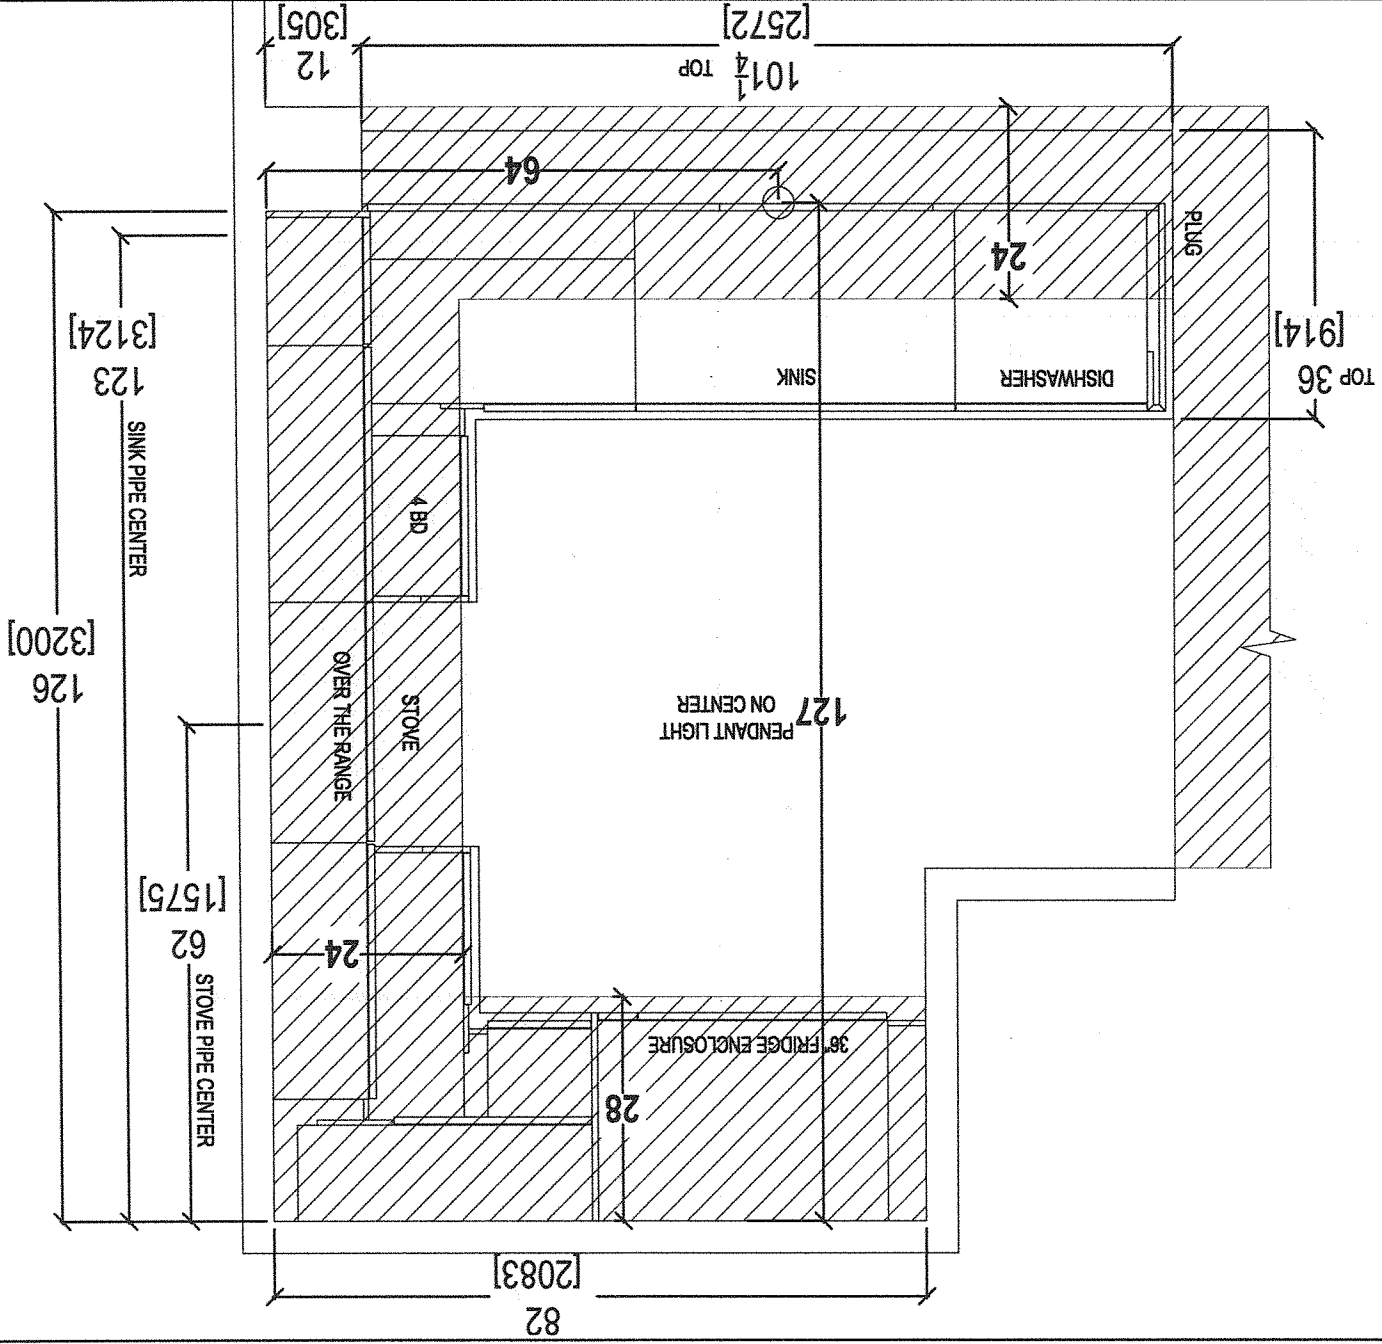 82
[2083]
28
36" FRIDGE ENCLOSURE
24
STOVE PIPE CENTER
62
[1575]
PENDANT LIGHT
ON CENTER
127
STOVE
OVER THE RANGE
126
[3200]
4 BD
SINK PIPE CENTER
123
[3124]
TOP 36
[914]
DISHWASHER
SINK
24
PLUG
64
101 1/4 TOP
[2572]
12
[305]